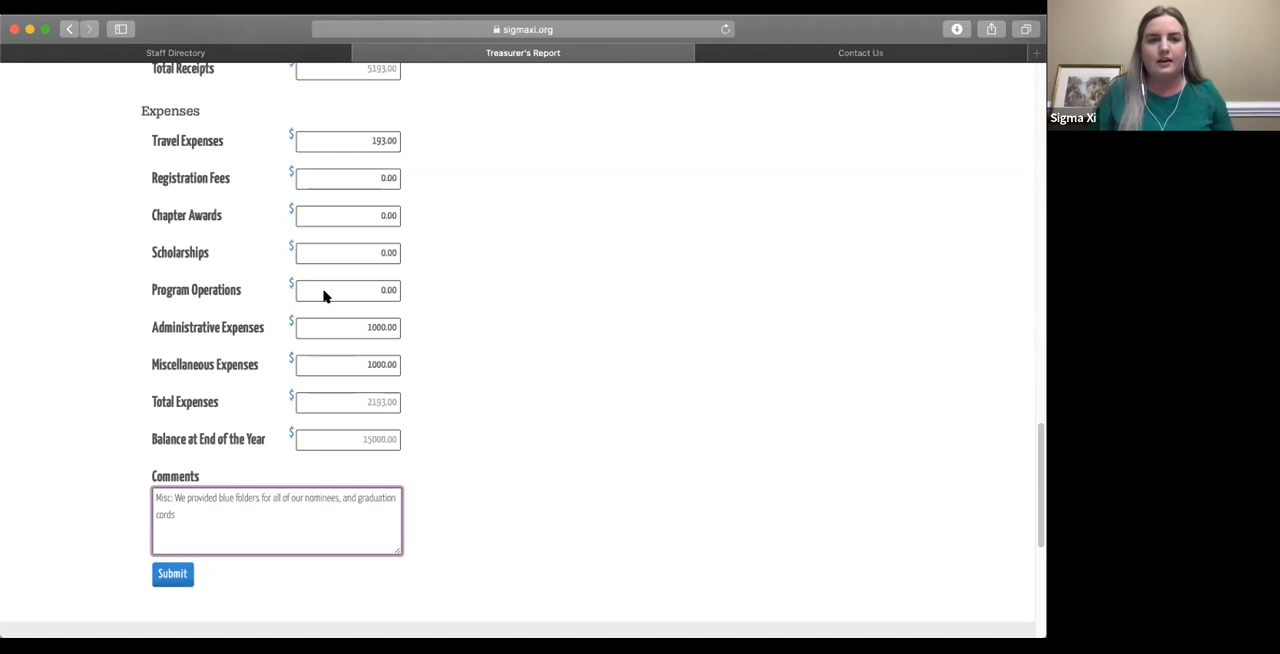 sigmaxi.org
Staff Directory
Treasurer's Report
Contact Us
Total Receipts
$ 5193.00
Expenses
Travel Expenses $ 193.00
Registration Fees $ 0.00
Chapter Awards $ 0.00
Scholarships $ 0.00
Program Operations $ 0.00
Administrative Expenses $ 1000.00
Miscellaneous Expenses $ 1000.00
Total Expenses $ 2193.00
Balance at End of the Year $ 15000.00
Comments
Misc: We provided blue folders for all of our nominees, and graduation
cords
Submit
Sigma Xi